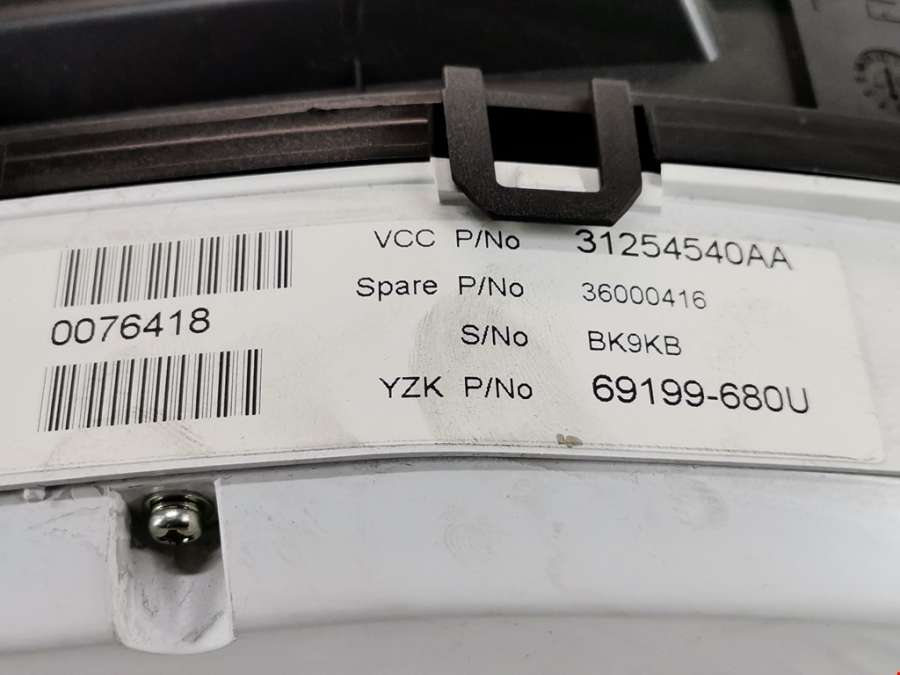 VCC P/No 31254540AA
Spare P/No 36000416
0076418
S/No BK9KB
YZK P/No 69199-680U